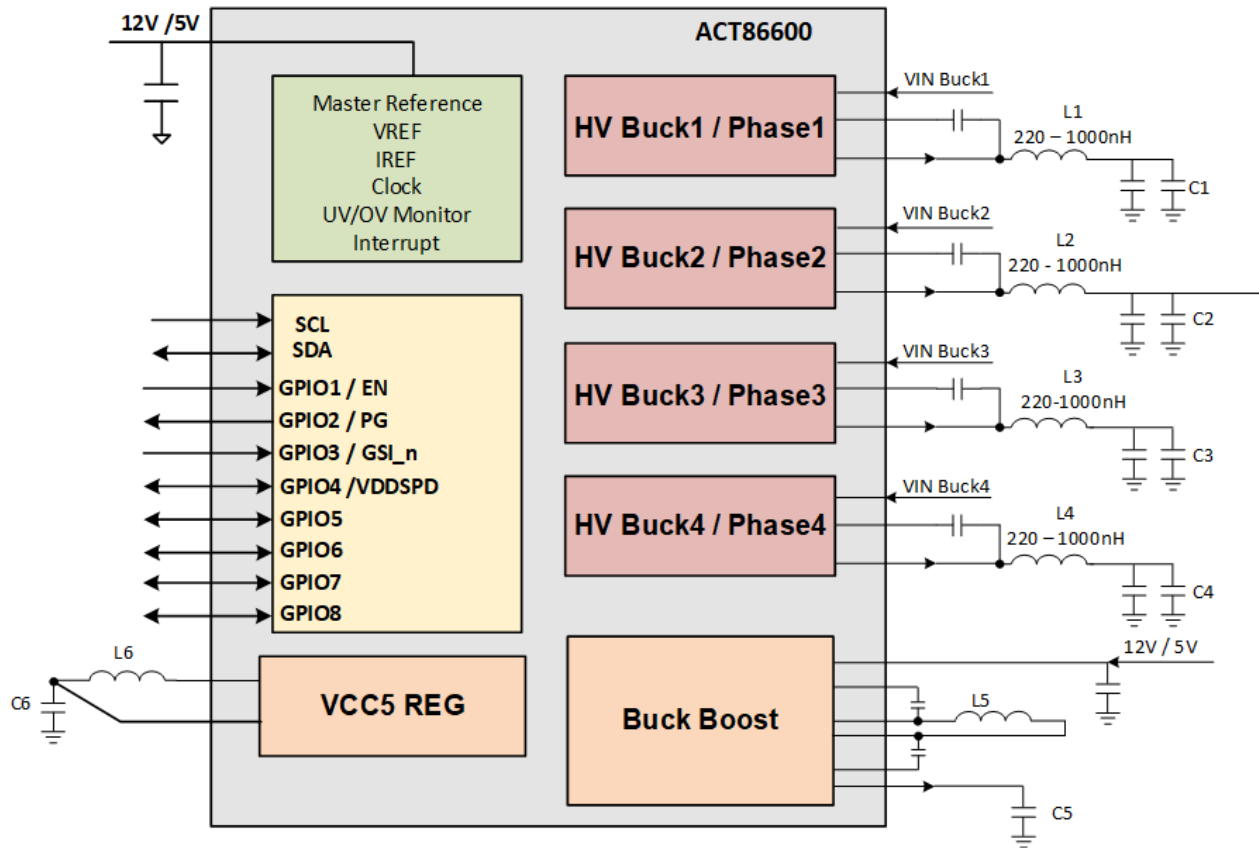 12V /5V
ACT86600
Master Reference
VREF
IREF
Clock
UV/OV Monitor
Interrupt
SCL
SDA
GPIO1 / EN
GPIO2 / PG
GPIO3 / GSI_n
GPIO4 /VDDSPD
GPIO5
GPIO6
GPIO7
GPIO8
L6
C6
VCC5 REG
HV Buck1 / Phase1
VIN Buck1
L1
220 – 1000nH
C1
HV Buck2 / Phase2
VIN Buck2
L2
220 - 1000nH
C2
HV Buck3 / Phase3
VIN Buck3
L3
220-1000nH
C3
HV Buck4 / Phase4
VIN Buck4
L4
220 – 1000nH
C4
Buck Boost
12V / 5V
L5
C5